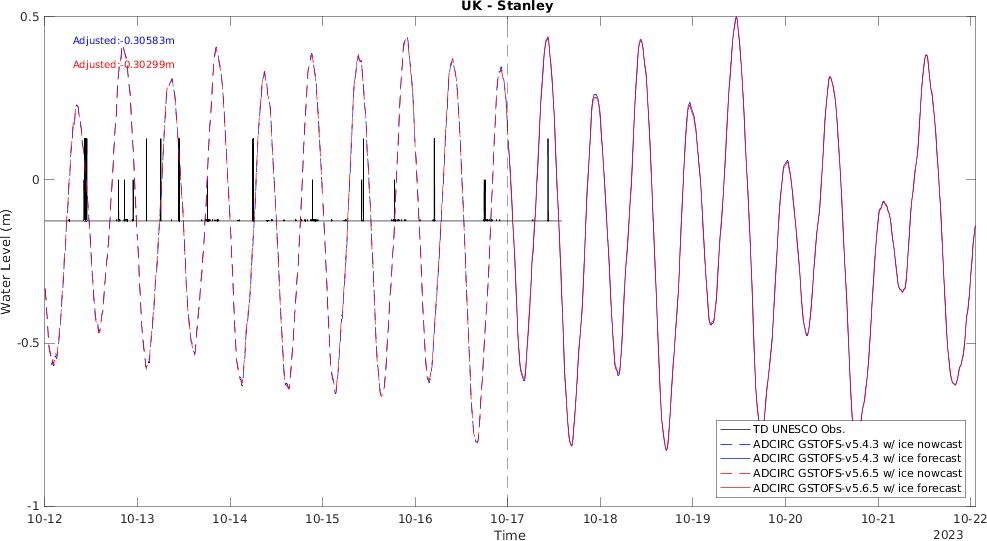 UK - Stanley
Adjusted:-0.30583m
Adjusted:-0.30299m
0.5
0
-0.5
-1
Water Level (m)
TD UNESCO Obs.
ADCIRC GSTOFS-v5.4.3 w/ ice nowcast
ADCIRC GSTOFS-v5.4.3 w/ ice forecast
ADCIRC GSTOFS-v5.6.5 w/ ice nowcast
ADCIRC GSTOFS-v5.6.5 w/ ice forecast
10-12 10-13 10-14 10-15 10-16 10-17 10-18 10-19 10-20 10-21 10-22
Time
2023